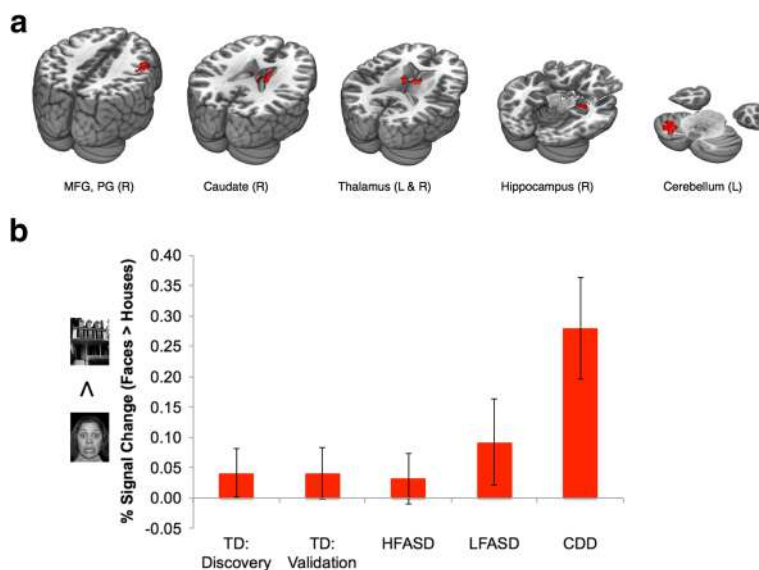 a
MFG, PG (R)
Caudate (R)
Thalamus (L & R)
Hippocampus (R)
Cerebellum (L)
b
% Signal Change (Faces > Houses)
>
0.40
0.35
0.30
0.25
0.20
0.15
0.10
0.05
0.00
-0.05
TD:
Discovery
TD:
Validation
HFASD
LFASD
CDD